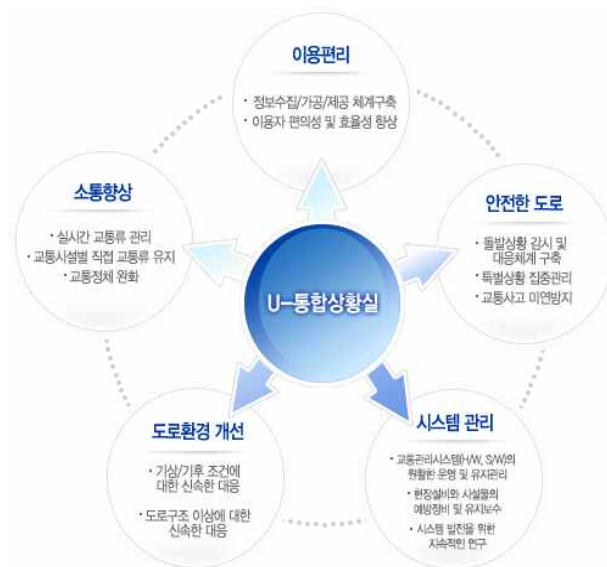 이용편리
· 정보수집/가공/제공 체계구축
· 이용자 편의성 및 효율성 향상
소통향상
· 실시간 교통류 관리
· 교통시설별 직접 교통류 유지
· 교통정체 완화
안전한 도로
· 돌발상황 감시 및
대응체계 구축
· 특별상황 집중관리
· 교통사고 미연방지
U-통합상황실
도로환경 개선
· 기상/기후 조건에
대한 신속한 대응
· 도로구조 이상에 대한
신속한 대응
시스템 관리
· 교통관리시스템(H/W, S/W)의
원활한 운영 및 유지관리
· 현장설비와 시설물의
예방정비 및 유지보수
· 시스템 발전을 위한
지속적인 연구